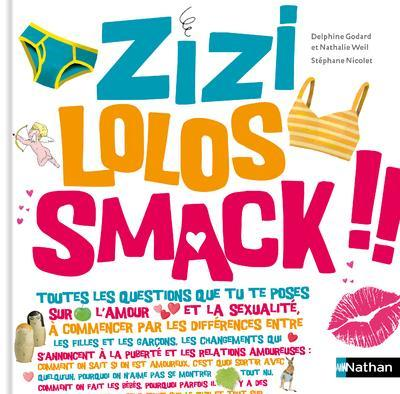 Delphine Godard
et Nathalie Weil
Stéphane Nicolet
ZIZI
LOLOS
SMACK!!
TOUTES LES QUESTIONS QUE TU TE POSES
SUR L'AMOUR ET LA SEXUALITÉ,
À COMMENCER PAR LES DIFFÉRENCES ENTRE
LES FILLES ET LES GARÇONS, LES CHANGEMENTS QUI
S'ANNONCENT À LA PUBERTÉ ET LES RELATIONS AMOUREUSES :
COMMENT ON SAIT SI ON EST AMOUREUX, C'EST QUOI SORTIR AVEC
QUELQU'UN, POURQUOI ON N'AIME PAS SE MONTRER TOUT NU,
COMMENT ON FAIT LES BÉBÉS, POURQUOI PARFOIS IL Y A DES
Nathan